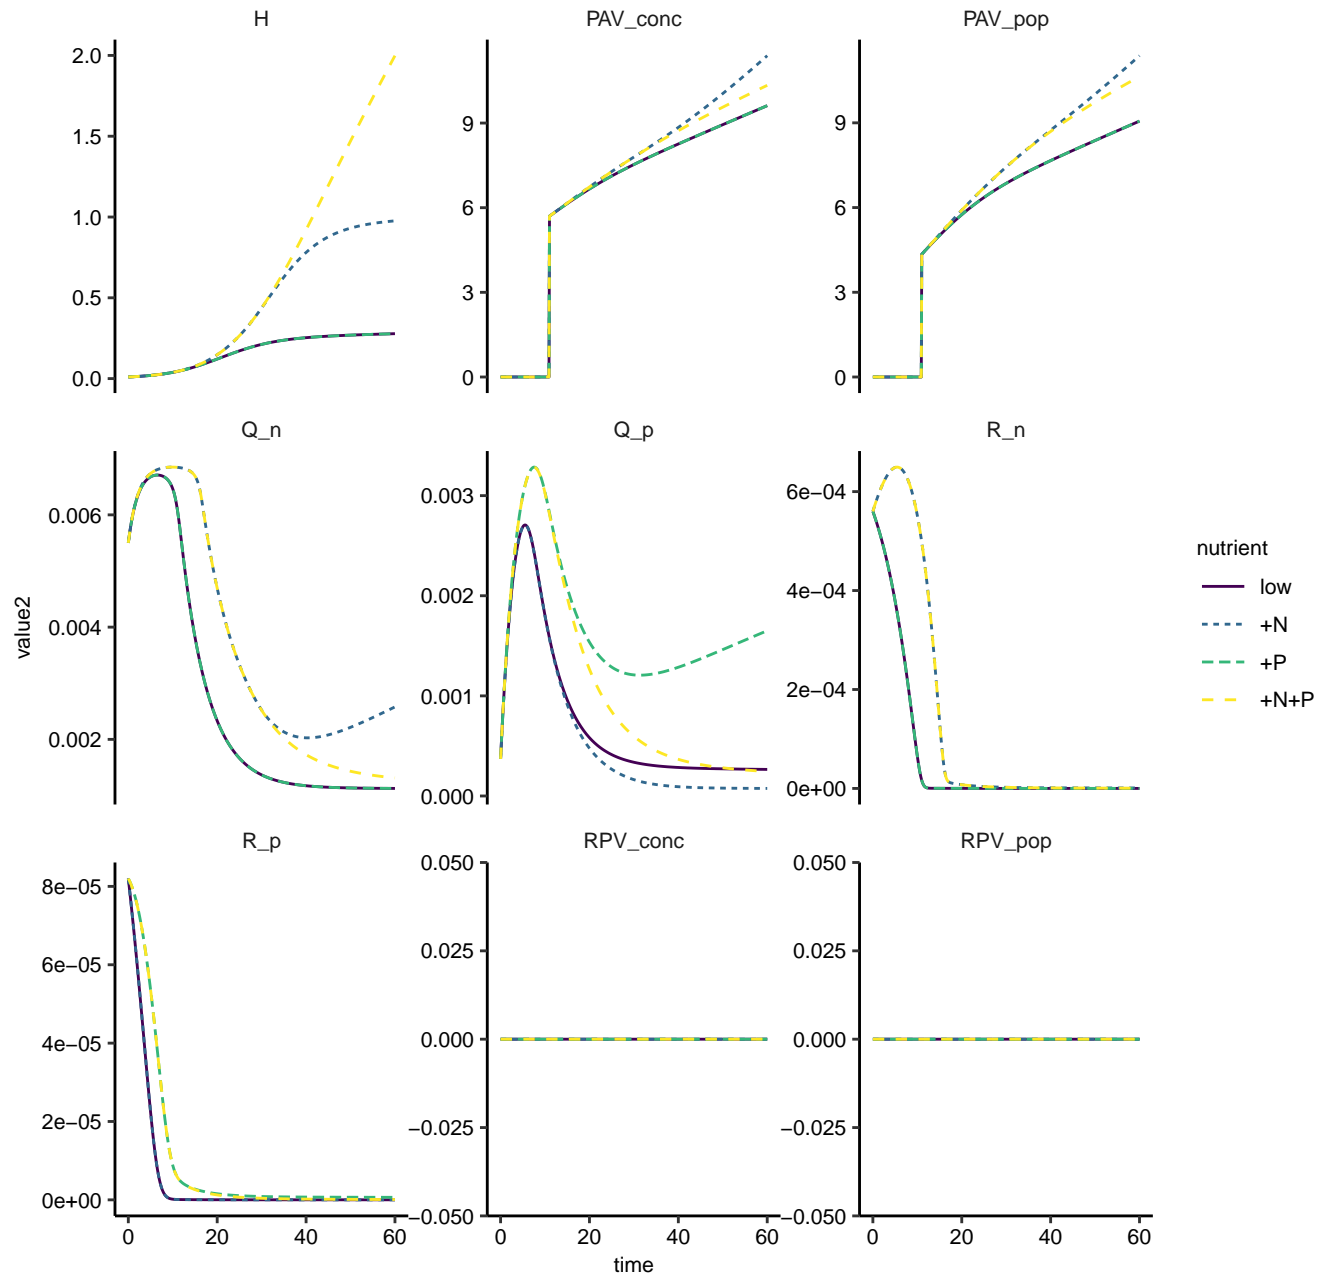 H
PAV_conc
PAV_pop
2.0
1.5
1.0
0.5
0.0
9
6
3
0
9
6
3
0
Q_n
Q_p
R_n
0.006
0.004
0.002
0.003
0.002
0.001
0.000
6e−04
4e−04
2e−04
0e+00
value2
nutrient
low
+N
+P
+N+P
R_p
RPV_conc
RPV_pop
8e−05
6e−05
4e−05
2e−05
0e+00
0.050
0.025
0.000
−0.025
−0.050
0.050
0.025
0.000
−0.025
−0.050
0 20 40 60
0 20 40 60
0 20 40 60
time